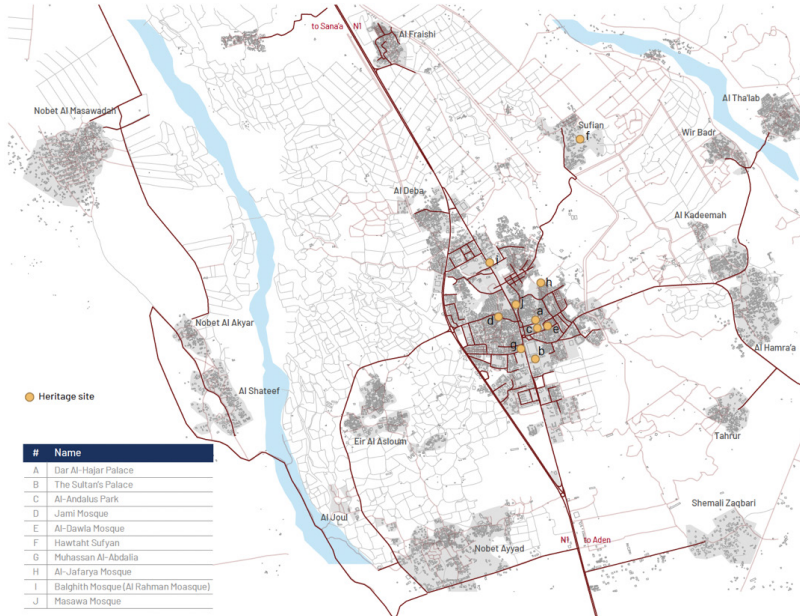 to Sana'a N1
Al Fraishi
Al Tha'lab
Nobet Al Masawadah
Sufian
f
Wir Badr
Al Deba
Al Kadeemah
i
h
j
a
d
c
e
g
b
Nobet Al Akyar
Al Hamra'a
Al Shateef
Heritage site
Tahrur
Eir Al Asloum
# Name
A Dar Al-Hajar Palace
B The Sultan's Palace
C Al-Andalus Park
D Jami Mosque
E Al-Dawla Mosque
F Hawtaht Sufyan
G Muhassan Al-Abdalia
H Al-Jafarya Mosque
I Balghith Mosque (Al Rahman Moasque)
J Masawa Mosque
Shemali Zaqbari
Al Joul
N1 to Aden
Nobet Ayyad